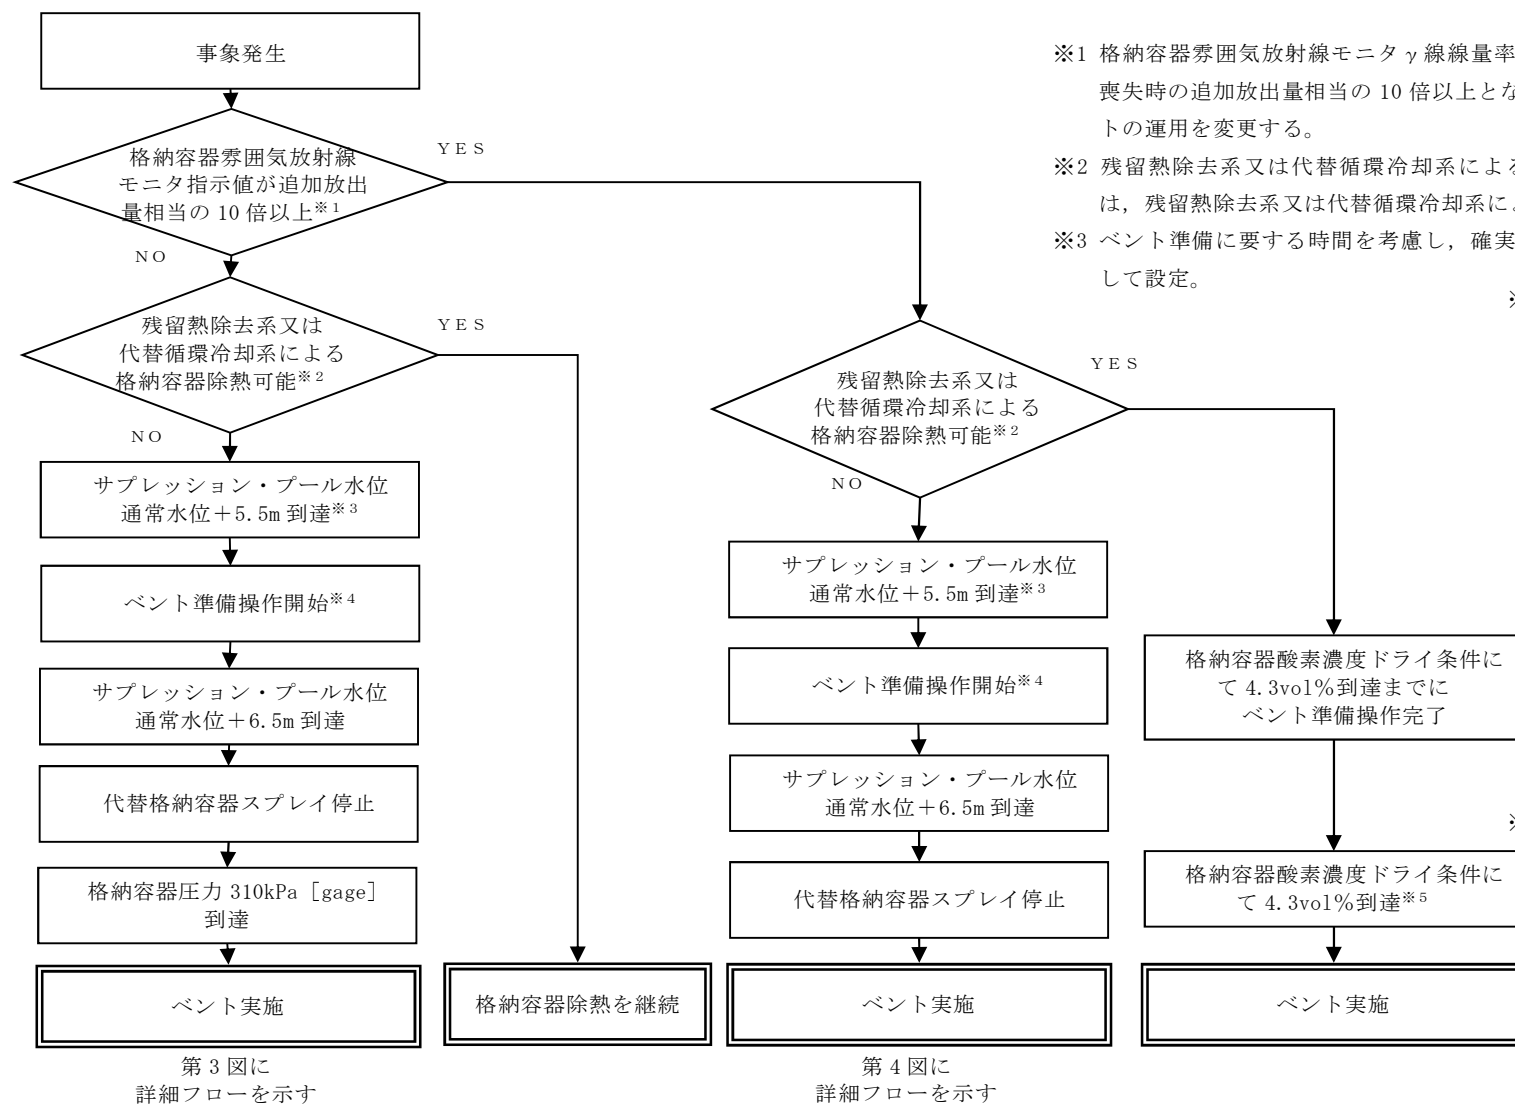 事象発生
格納容器雰囲気放射線
モニタ指示値が追加放出
量相当の 10 倍以上※1
YES
NO
残留熱除去系又は
代替循環冷却系による
格納容器除熱可能※2
YES
NO
サプレッション・プール水位
通常水位＋5.5m 到達※3
ベント準備操作開始※4
サプレッション・プール水位
通常水位＋6.5m 到達
代替格納容器スプレイ停止
格納容器圧力 310kPa［gage］
到達
ベント実施
第 3 図に
詳細フローを示す
格納容器除熱を継続
残留熱除去系又は
代替循環冷却系による
格納容器除熱可能※2
YES
NO
サプレッション・プール水位
通常水位＋5.5m 到達※3
ベント準備操作開始※4
サプレッション・プール水位
通常水位＋6.5m 到達
代替格納容器スプレイ停止
ベント実施
第 4 図に
詳細フローを示す
格納容器酸素濃度ドライ条件に
て 4.3vol％到達までに
ベント準備操作完了
格納容器酸素濃度ドライ条件に
て 4.3vol％到達※5
ベント実施
※1 格納容器雰囲気放射線モニタγ線線量率
喪失時の追加放出量相当の 10 倍以上とな
トの運用を変更する。
※2 残留熱除去系又は代替循環冷却系による
は，残留熱除去系又は代替循環冷却系によ
※3 ベント準備に要する時間を考慮し，確実
して設定。